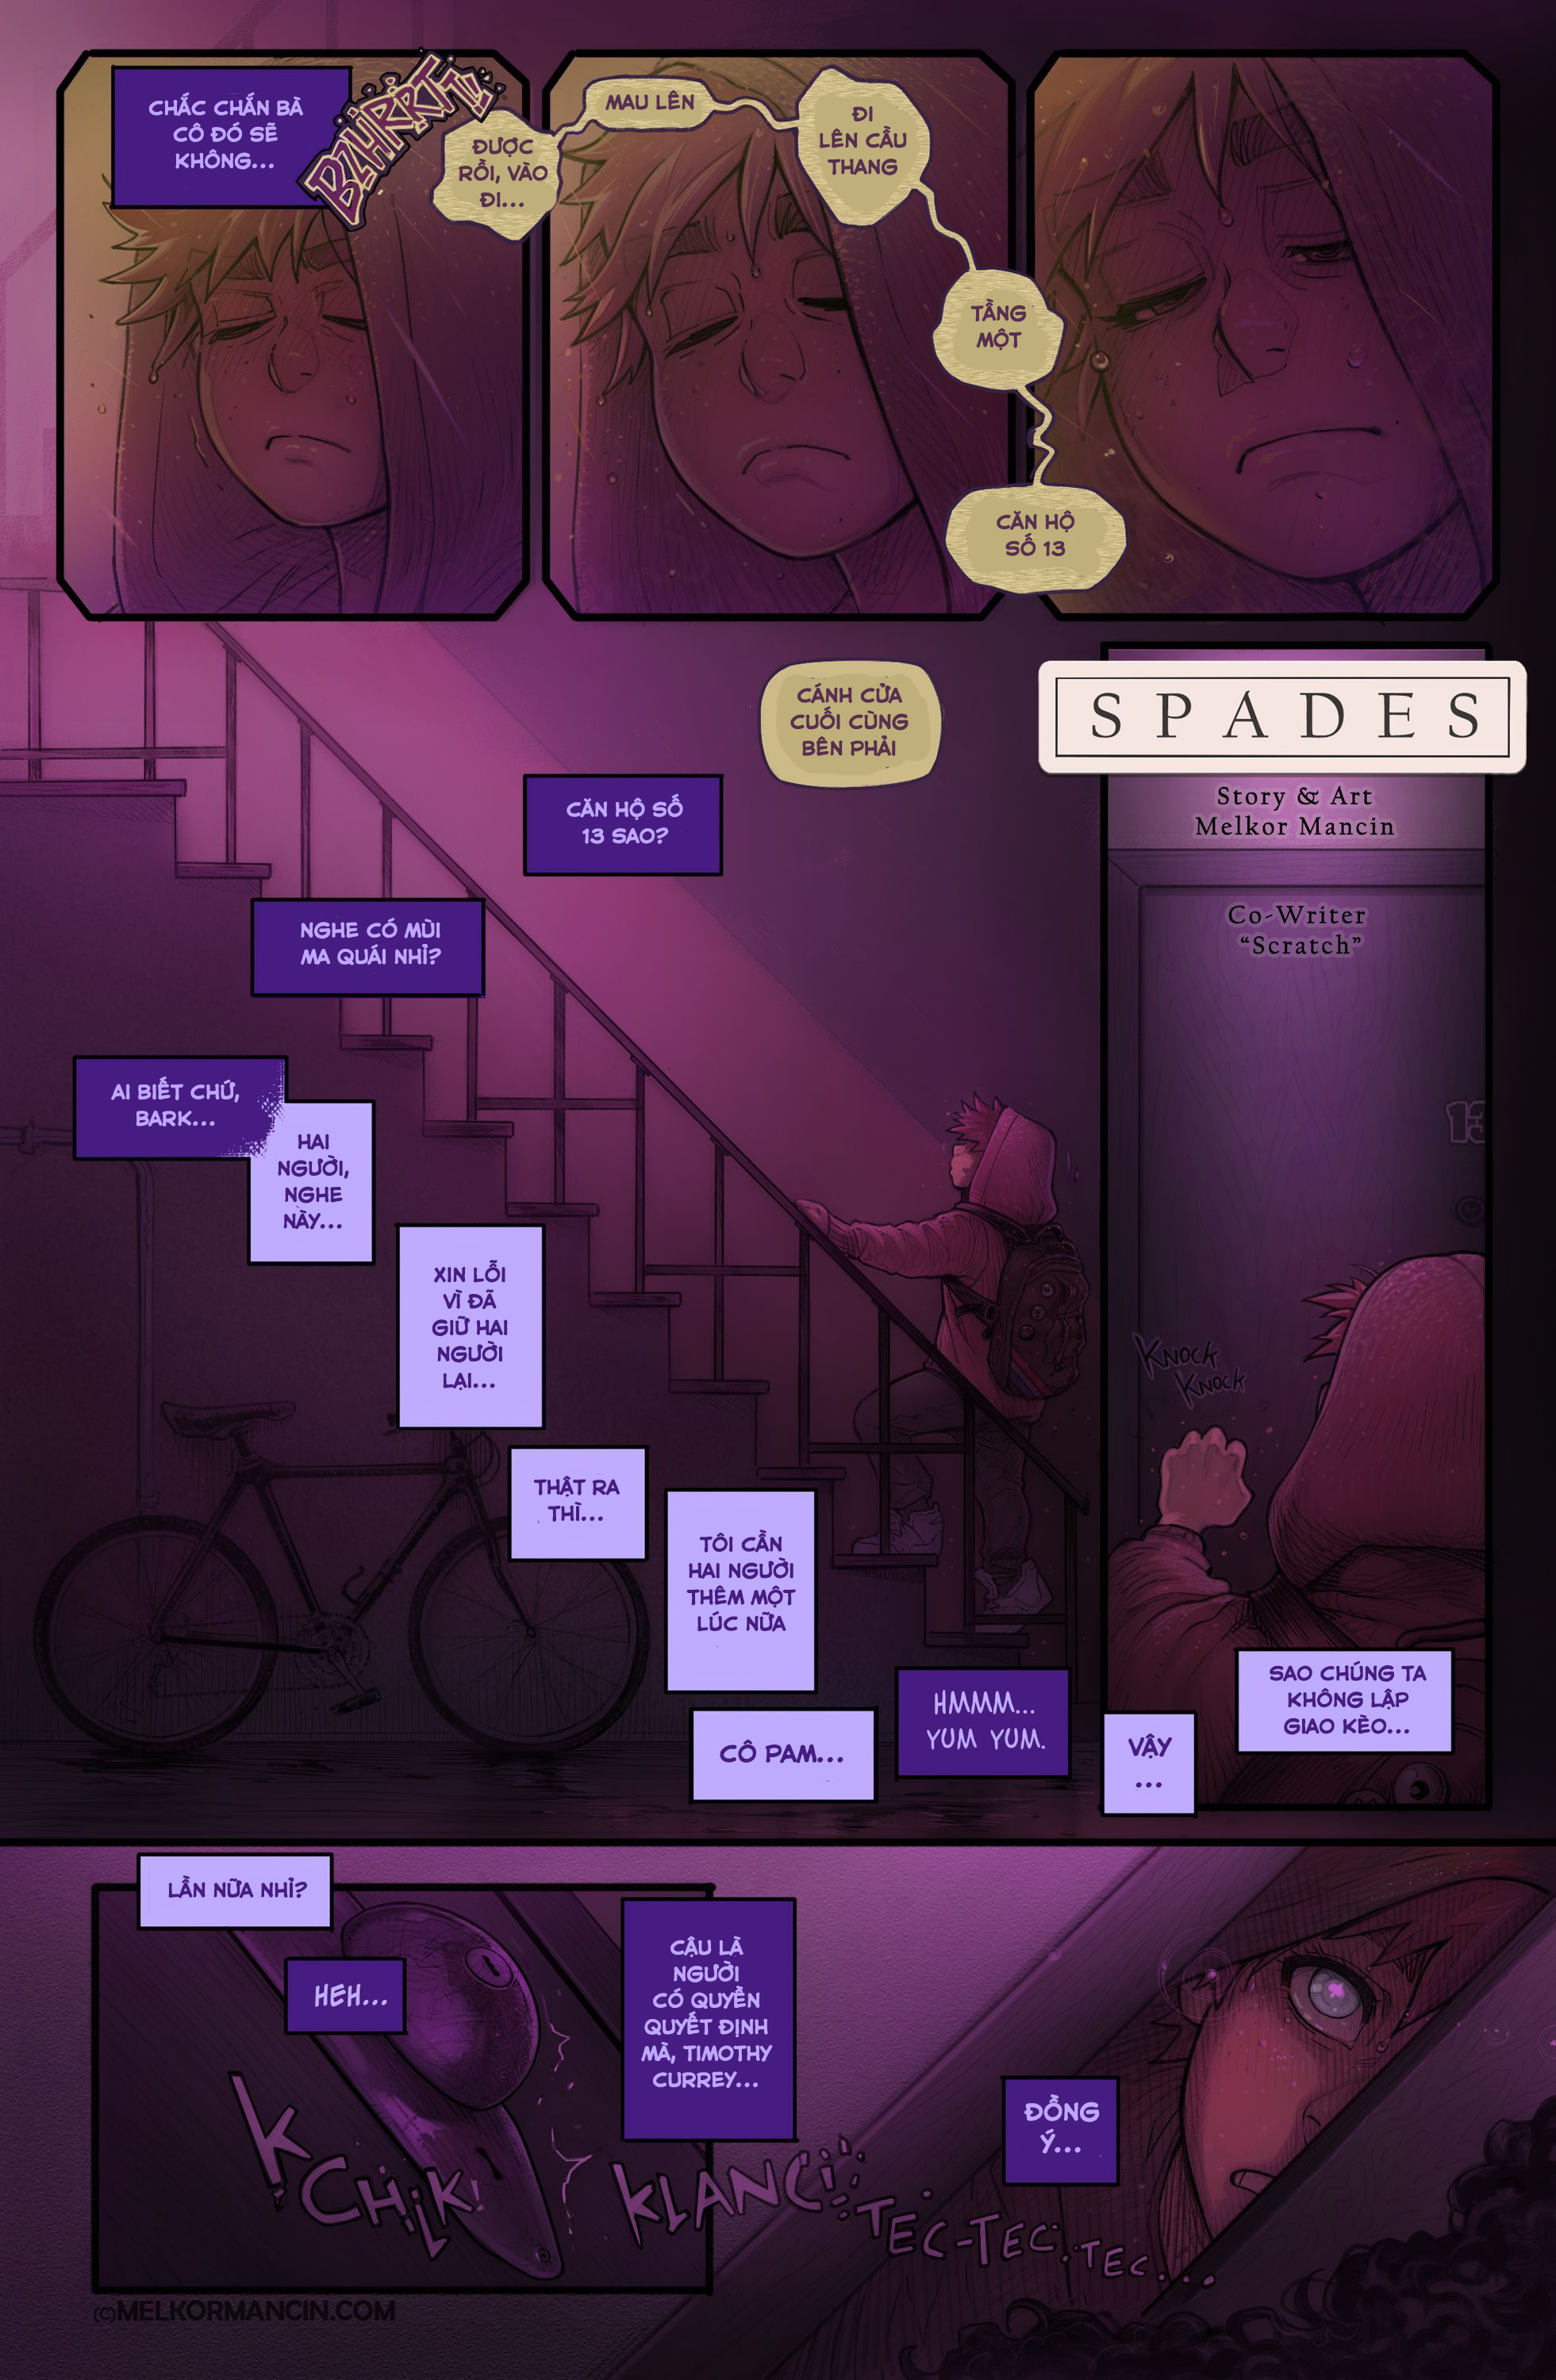 CHẮC CHẮN BÀ
CÔ ĐÓ SẼ
KHÔNG...
BZHRRT!!
ĐƯỢC
RỒI, VÀO
ĐI...
MAU LÊN
ĐI
LÊN CẦU
THANG
TẦNG
MỘT
CĂN HỘ
SỐ 13
CÁNH CỬA
CUỐI CÙNG
BÊN PHẢI
SPADES
Story & Art
Melkor Mancin
Co-Writer
“Scratch”
CĂN HỘ SỐ
13 SAO?
NGHE CÓ MÙI
MA QUÁI NHỈ?
AI BIẾT CHỨ,
BARK...
HAI
NGƯỜI,
NGHE
NÀY...
XIN LỖI
VÌ ĐÃ
GIỮ HAI
NGƯỜI
LẠI...
THẬT RA
THÌ...
TÔI CẦN
HAI NGƯỜI
THÊM MỘT
LÚC NỮA
CÔ PAM...
HMMM...
YUM YUM.
13
KNOCK
KNOCK
VẬY
...
SAO CHÚNG TA
KHÔNG LẬP
GIAO KÈO...
LẦN NỮA NHỈ?
HEH...
CẬU LÀ
NGƯỜI
CÓ QUYỀN
QUYẾT ĐỊNH
MÀ, TIMOTHY
CURREY...
ĐỒNG
Ý...
KCHILK!
KLANC!
TEC-TEC.TEC...
(C)MELKORMANCIN.COM